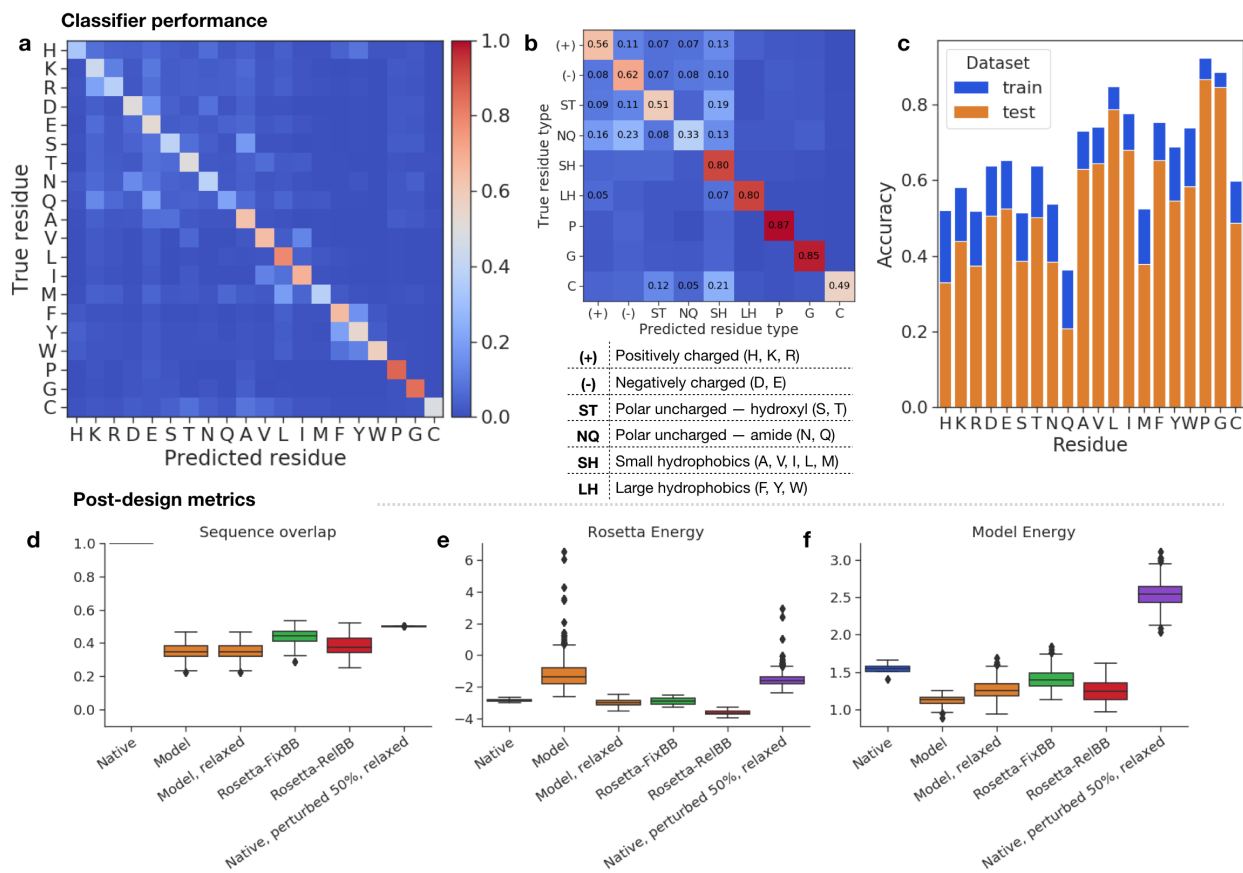 Classifier performance
a
H
K
R
D
E
S
T
N
Q
A
V
L
I
M
F
Y
W
P
G
C
True residue
H K R D E S T N Q A V L I M F Y W P G C
Predicted residue
1.0
0.8
0.6
0.4
0.2
0.0
b
True residue type
(+) 0.56 0.11 0.07 0.07 0.13
(-) 0.08 0.62 0.07 0.08 0.10
ST 0.09 0.11 0.51 0.19
NQ 0.16 0.23 0.08 0.33 0.13
SH 0.80
LH 0.05 0.07 0.80
P 0.87
G 0.85
C 0.12 0.05 0.21 0.49
(+) (-) ST NQ SH LH P G C
Predicted residue type
(+) Positively charged (H, K, R)
(-) Negatively charged (D, E)
ST Polar uncharged — hydroxyl (S, T)
NQ Polar uncharged — amide (N, Q)
SH Small hydrophobics (A, V, I, L, M)
LH Large hydrophobics (F, Y, W)
c
Dataset
train
test
Accuracy
0.8
0.6
0.4
0.2
0.0
H K R D E S T N Q A V L I M F Y W P G C
Residue
Post-design metrics
d
Sequence overlap
1.0
0.8
0.6
0.4
0.2
0.0
Native
Model
Model, relaxed
Rosetta-FixBB
Rosetta-RelBB
Native, perturbed 50%, relaxed
e
Rosetta Energy
6
4
2
0
−2
−4
Native
Model
Model, relaxed
Rosetta-FixBB
Rosetta-RelBB
Native, perturbed 50%, relaxed
f
Model Energy
3.0
2.5
2.0
1.5
1.0
Native
Model
Model, relaxed
Rosetta-FixBB
Rosetta-RelBB
Native, perturbed 50%, relaxed